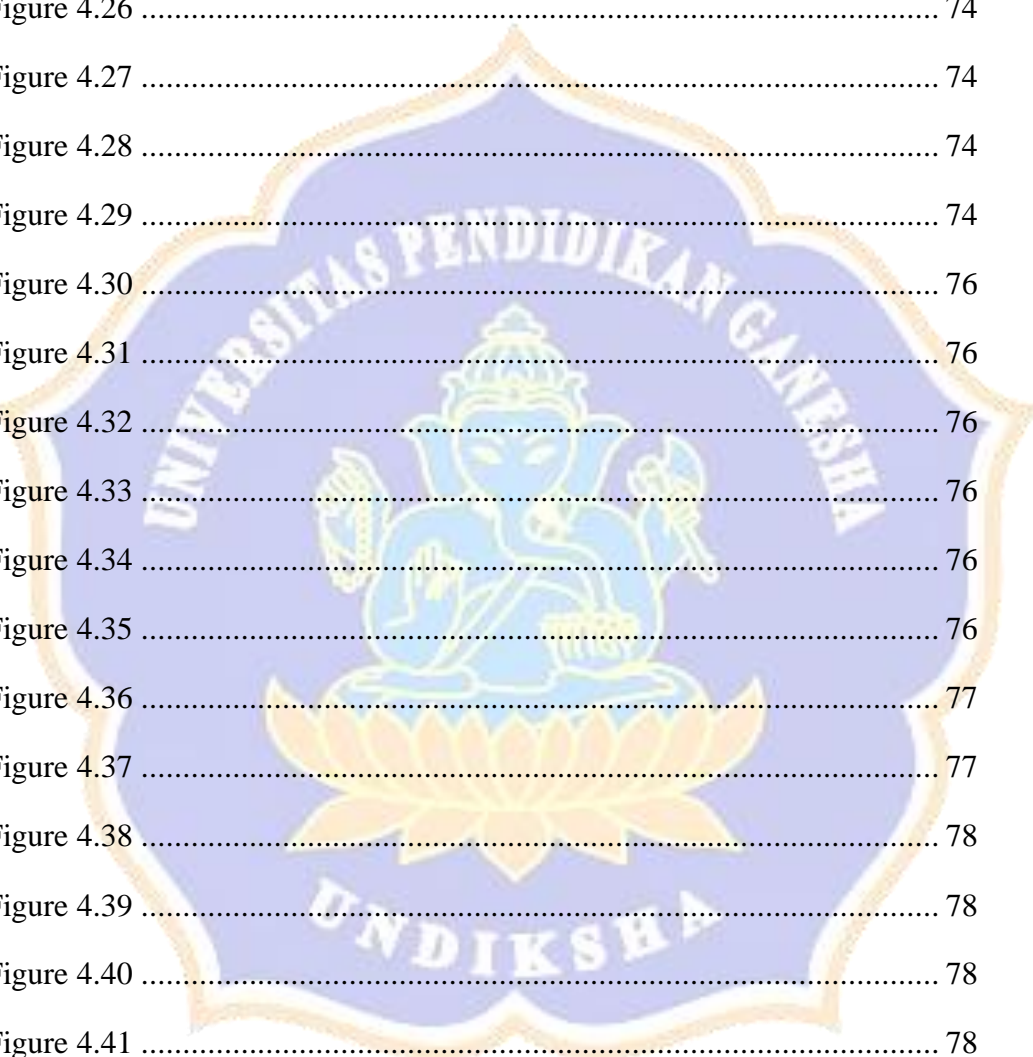 Figure 4.26 ................................................................................................. 74
Figure 4.27 ................................................................................................. 74
Figure 4.28 ................................................................................................. 74
Figure 4.29 ................................................................................................. 74
UNIVERSITAS PENDIDIKAN GANESHA
Figure 4.30 ................................................................................................. 76
Figure 4.31 ................................................................................................. 76
Figure 4.32 ................................................................................................. 76
Figure 4.33 ................................................................................................. 76
Figure 4.34 ................................................................................................. 76
Figure 4.35 ................................................................................................. 76
Figure 4.36 ................................................................................................. 77
Figure 4.37 ................................................................................................. 77
Figure 4.38 ................................................................................................. 78
Figure 4.39 ................................................................................................. 78
UNDIKSHA
Figure 4.40 ................................................................................................. 78
Figure 4.41 ................................................................................................. 78